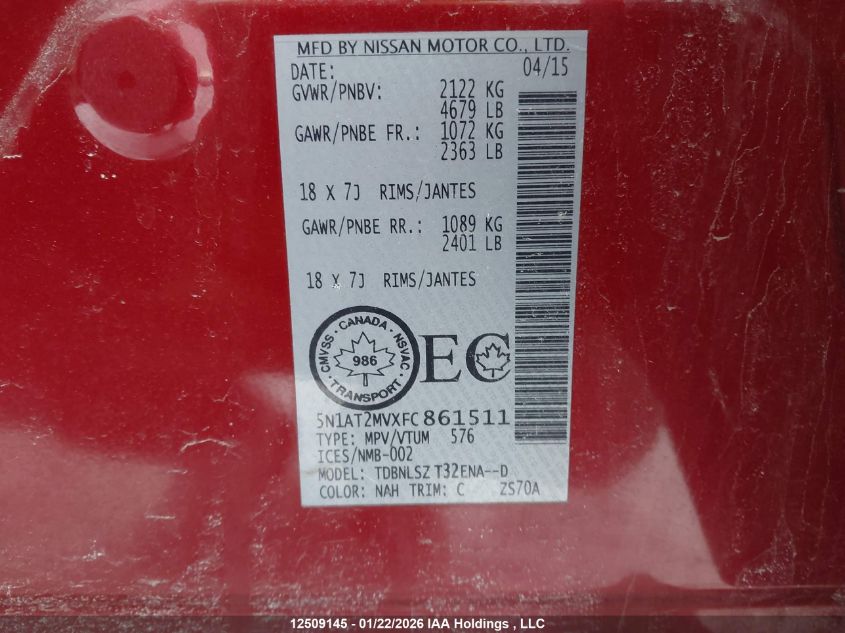 MFD BY NISSAN MOTOR CO., LTD.
DATE: 04/15
GVWR/PNBV: 2122 KG
4679 LB
GAWR/PNBE FR.: 1072 KG
2363 LB
18 X 7J RIMS/JANTES
GAWR/PNBE RR.: 1089 KG
2401 LB
18 X 7J RIMS/JANTES
CMVSS · CANADA · NSVAC · TRANSPORT ·
986
EC
5N1AT2MVXFC861511
TYPE: MPV/VTUM 576
ICES/NMB-002
MODEL: TDBNLSZ T32ENA--D
COLOR: NAH TRIM: C ZS70A
12509145 - 01/22/2026 IAA Holdings , LLC